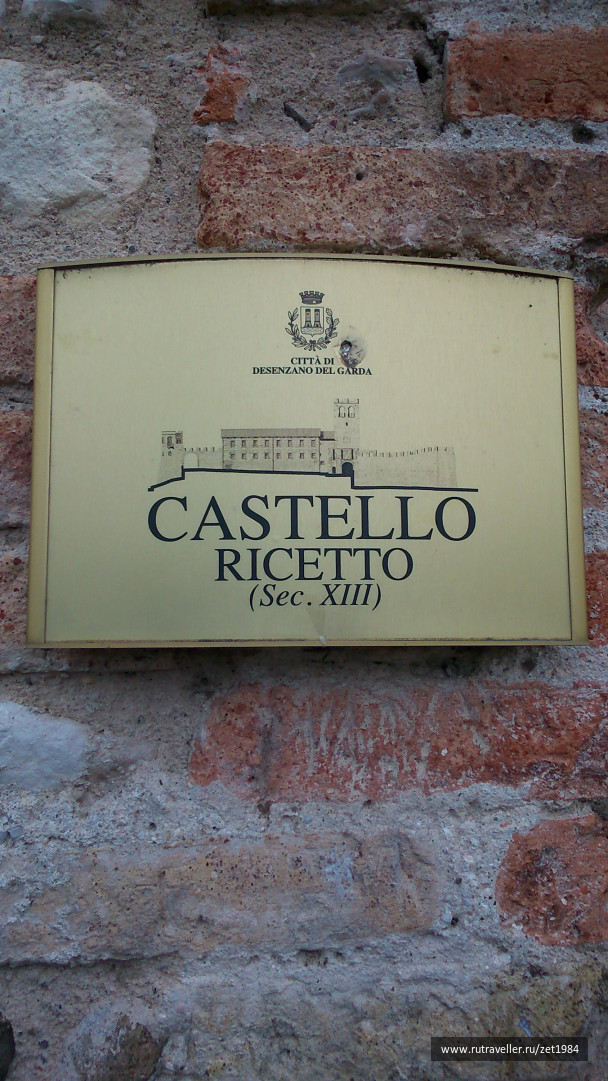 CITTÀ DI
DESENZANO DEL GARDA
CASTELLO
RICETTO
(Sec. XIII)
www.rutraveller.ru/zet1984